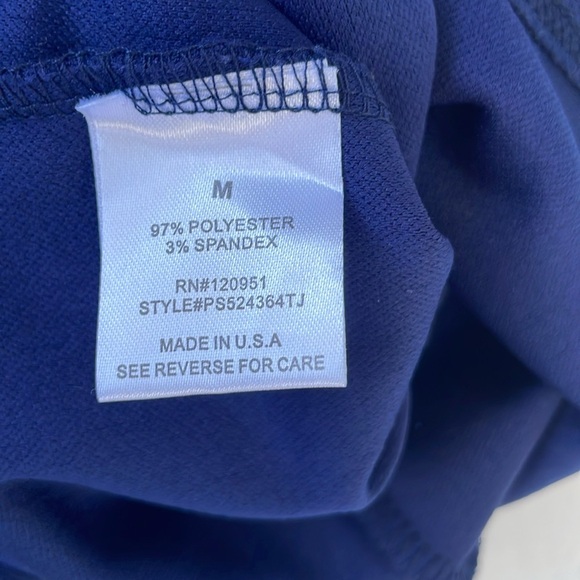 M
97% POLYESTER
3% SPANDEX
RN#120951
STYLE#PS524364TJ
MADE IN U.S.A
SEE REVERSE FOR CARE